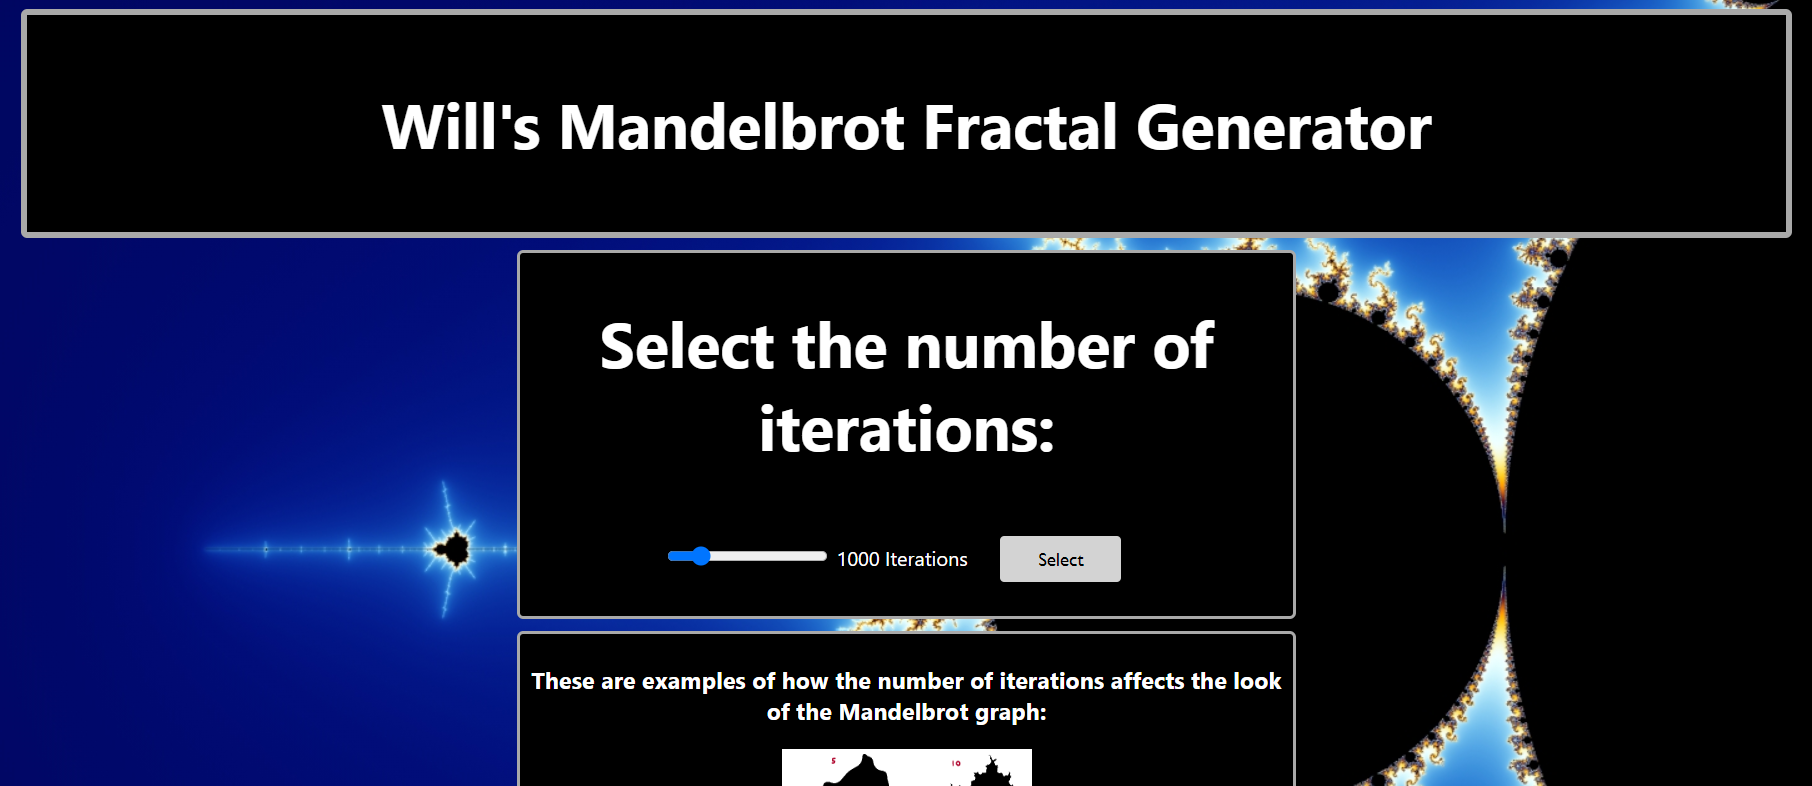 Will's Mandelbrot Fractal Generator
Select the number of
iterations:
1000 Iterations
Select
These are examples of how the number of iterations affects the look
of the Mandelbrot graph:
5
10